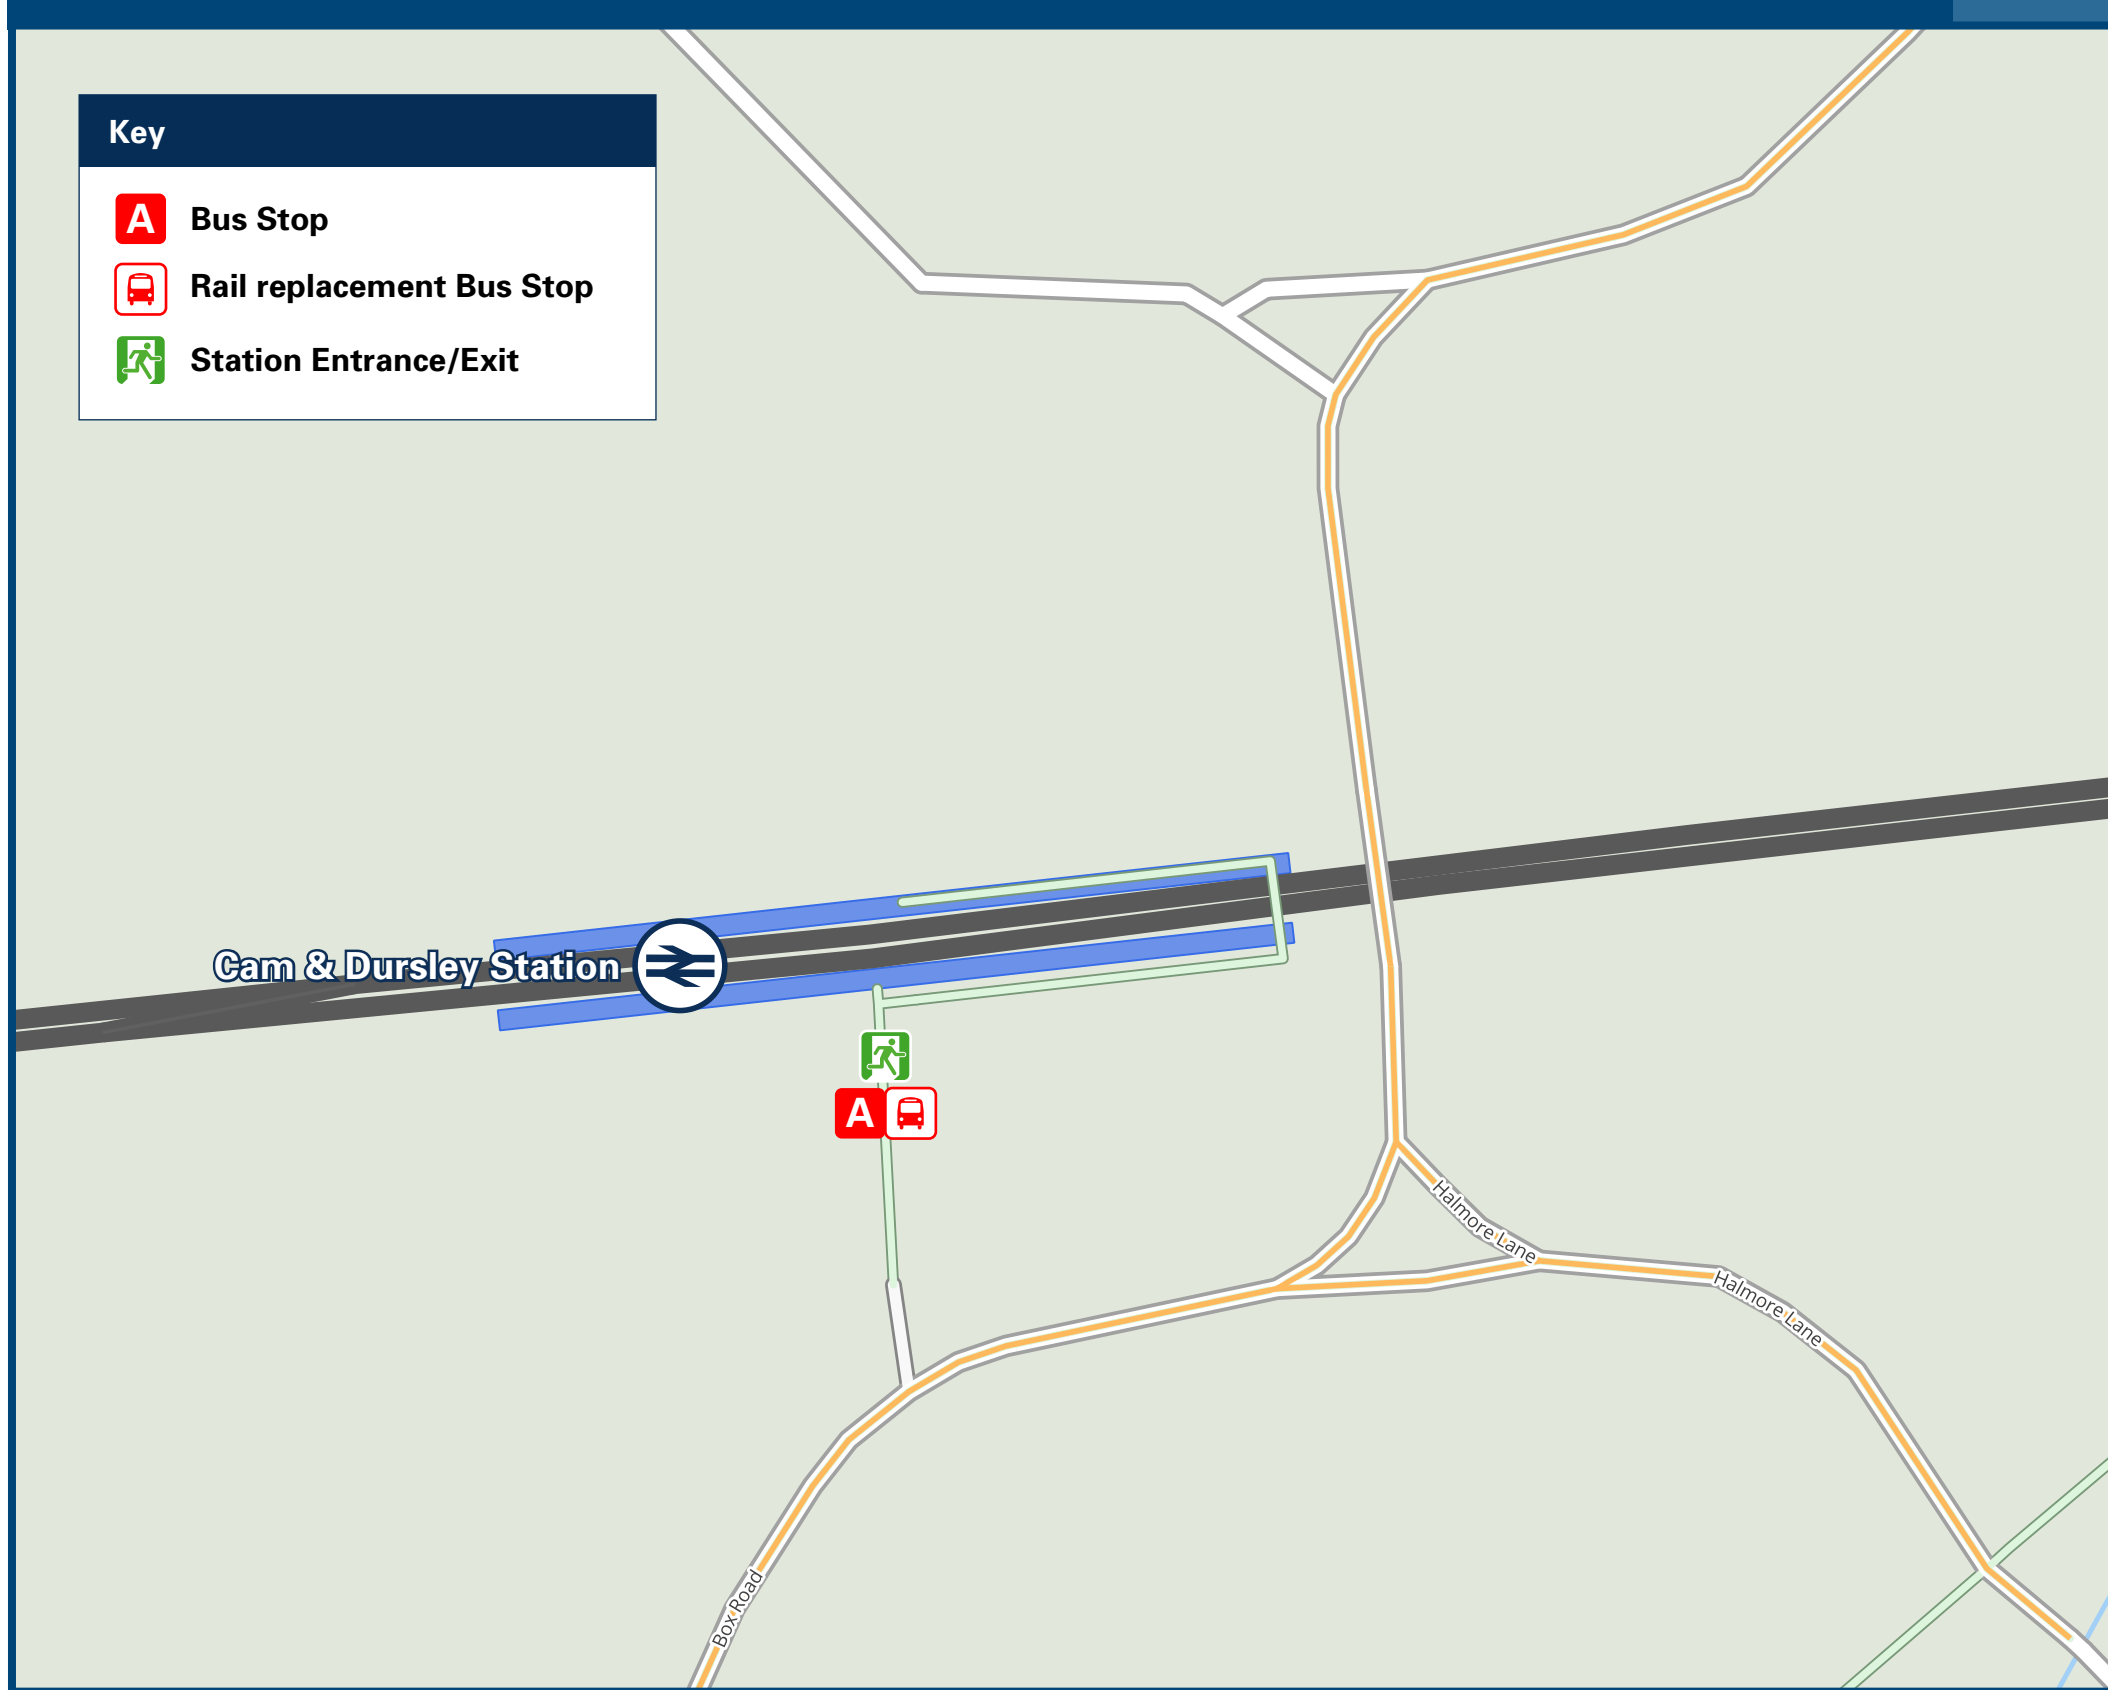 Key
A Bus Stop
Rail replacement Bus Stop
Station Entrance/Exit
Cam & Dursley Station
A
Halmore Lane
Halmore Lane
Box Road